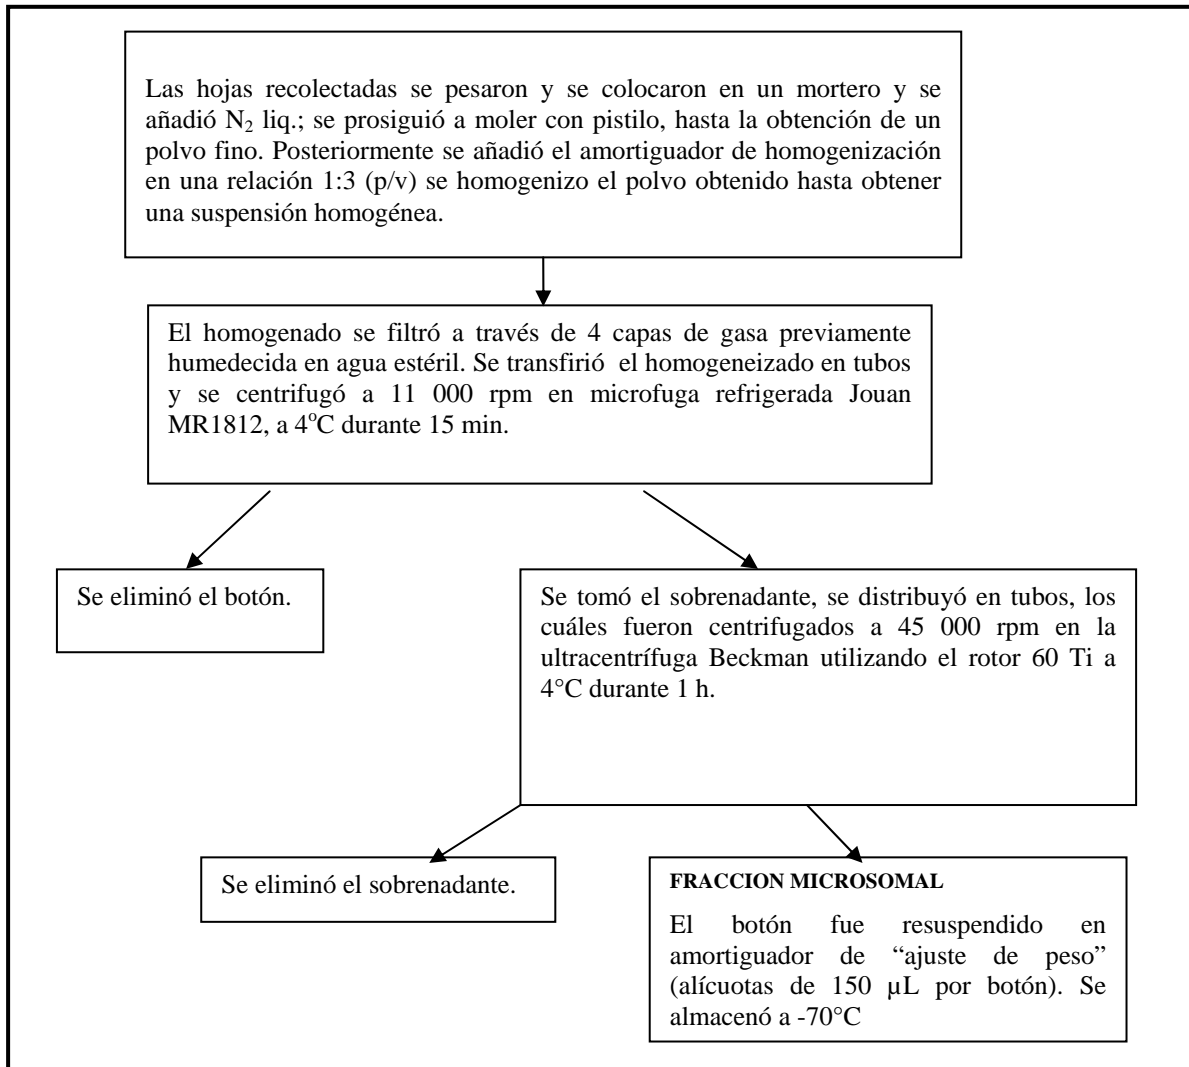 Las hojas recolectadas se pesaron y se colocaron en un mortero y se
añadió N₂ liq.; se prosiguió a moler con pistilo, hasta la obtención de un
polvo fino. Posteriormente se añadió el amortiguador de homogenización
en una relación 1:3 (p/v) se homogenizo el polvo obtenido hasta obtener
una suspensión homogénea.
El homogenado se filtró a través de 4 capas de gasa previamente
humedecida en agua estéril. Se transfirió el homogeneizado en tubos
y se centrifugó a 11 000 rpm en microfuga refrigerada Jouan
MR1812, a 4°C durante 15 min.
Se eliminó el botón.
Se tomó el sobrenadante, se distribuyó en tubos, los
cuáles fueron centrifugados a 45 000 rpm en la
ultracentrífuga Beckman utilizando el rotor 60 Ti a
4°C durante 1 h.
Se eliminó el sobrenadante.
FRACCION MICROSOMAL
El botón fue resuspendido en
amortiguador de “ajuste de peso”
(alícuotas de 150 µL por botón). Se
almacenó a -70°C